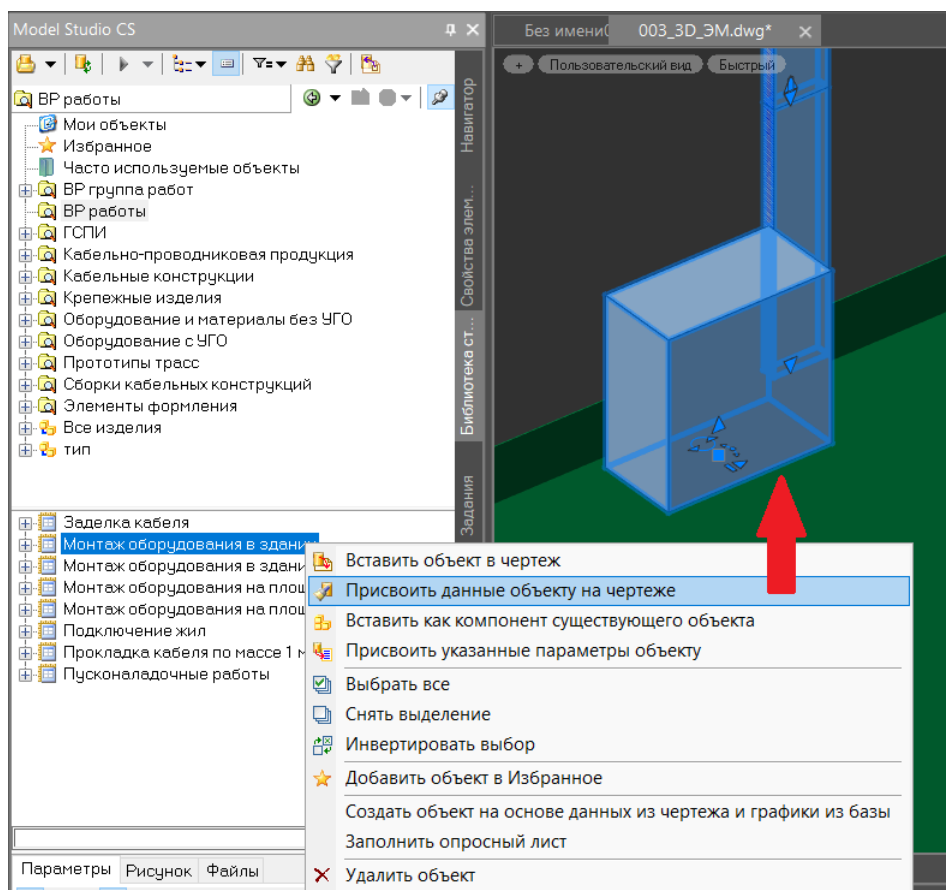 Model Studio CS
Без имени
003_3D_ЭМ.dwg*
+
Пользовательский вид
Быстрый
ВР работы
Мои объекты
Избранное
Часто используемые объекты
ВР группа работ
ВР работы
ГСПИ
Кабельно-проводниковая продукция
Кабельные конструкции
Крепежные изделия
Оборудование и материалы без УГО
Оборудование с УГО
Прототипы трасс
Сборки кабельных конструкций
Элементы формления
Все изделия
тип
Навигатор
Свойства элем...
Библиотека ст...
Задания
Заделка кабеля
Монтаж оборудования в здании
Монтаж оборудования в здани
Монтаж оборудования на площ
Монтаж оборудования на площ
Подключение жил
Прокладка кабеля по массе 1 м
Пусконаладочные работы
Вставить объект в чертеж
Присвоить данные объекту на чертеже
Вставить как компонент существующего объекта
Присвоить указанные параметры объекту
Выбрать все
Снять выделение
Инвертировать выбор
Добавить объект в Избранное
Создать объект на основе данных из чертежа и графики из базы
Заполнить опросный лист
Удалить объект
Параметры
Рисунок
Файлы